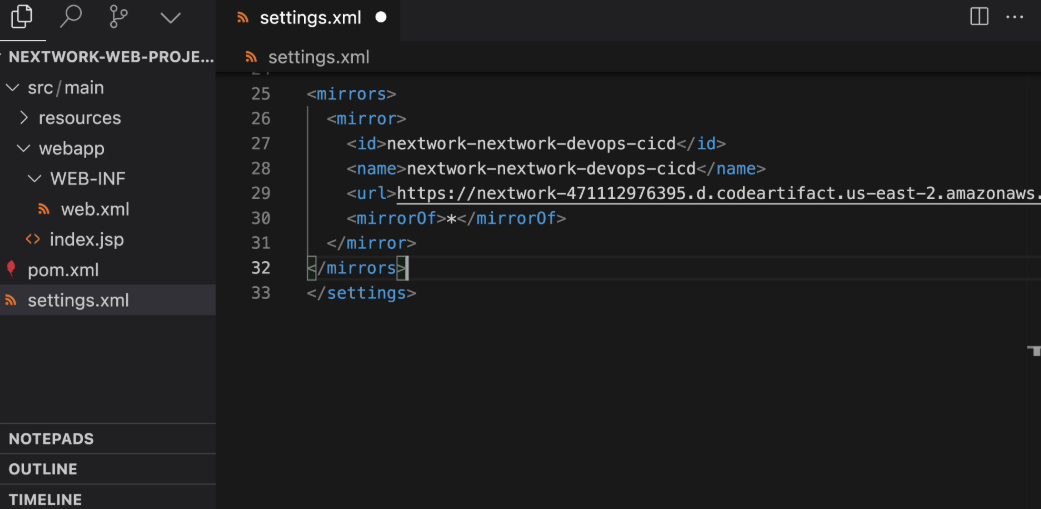 settings.xml
NEXTWORK-WEB-PROJE...
settings.xml
src/main
resources
webapp
WEB-INF
web.xml
index.jsp
pom.xml
settings.xml
25 <mirrors>
26 <mirror>
27 <id>nextwork-nextwork-devops-cicd</id>
28 <name>nextwork-nextwork-devops-cicd</name>
29 <url>https://nextwork-471112976395.d.codeartifact.us-east-2.amazonaws.
30 <mirrorOf>*</mirrorOf>
31 </mirror>
32 </mirrors>
33 </settings>
NOTEPADS
OUTLINE
TIMELINE